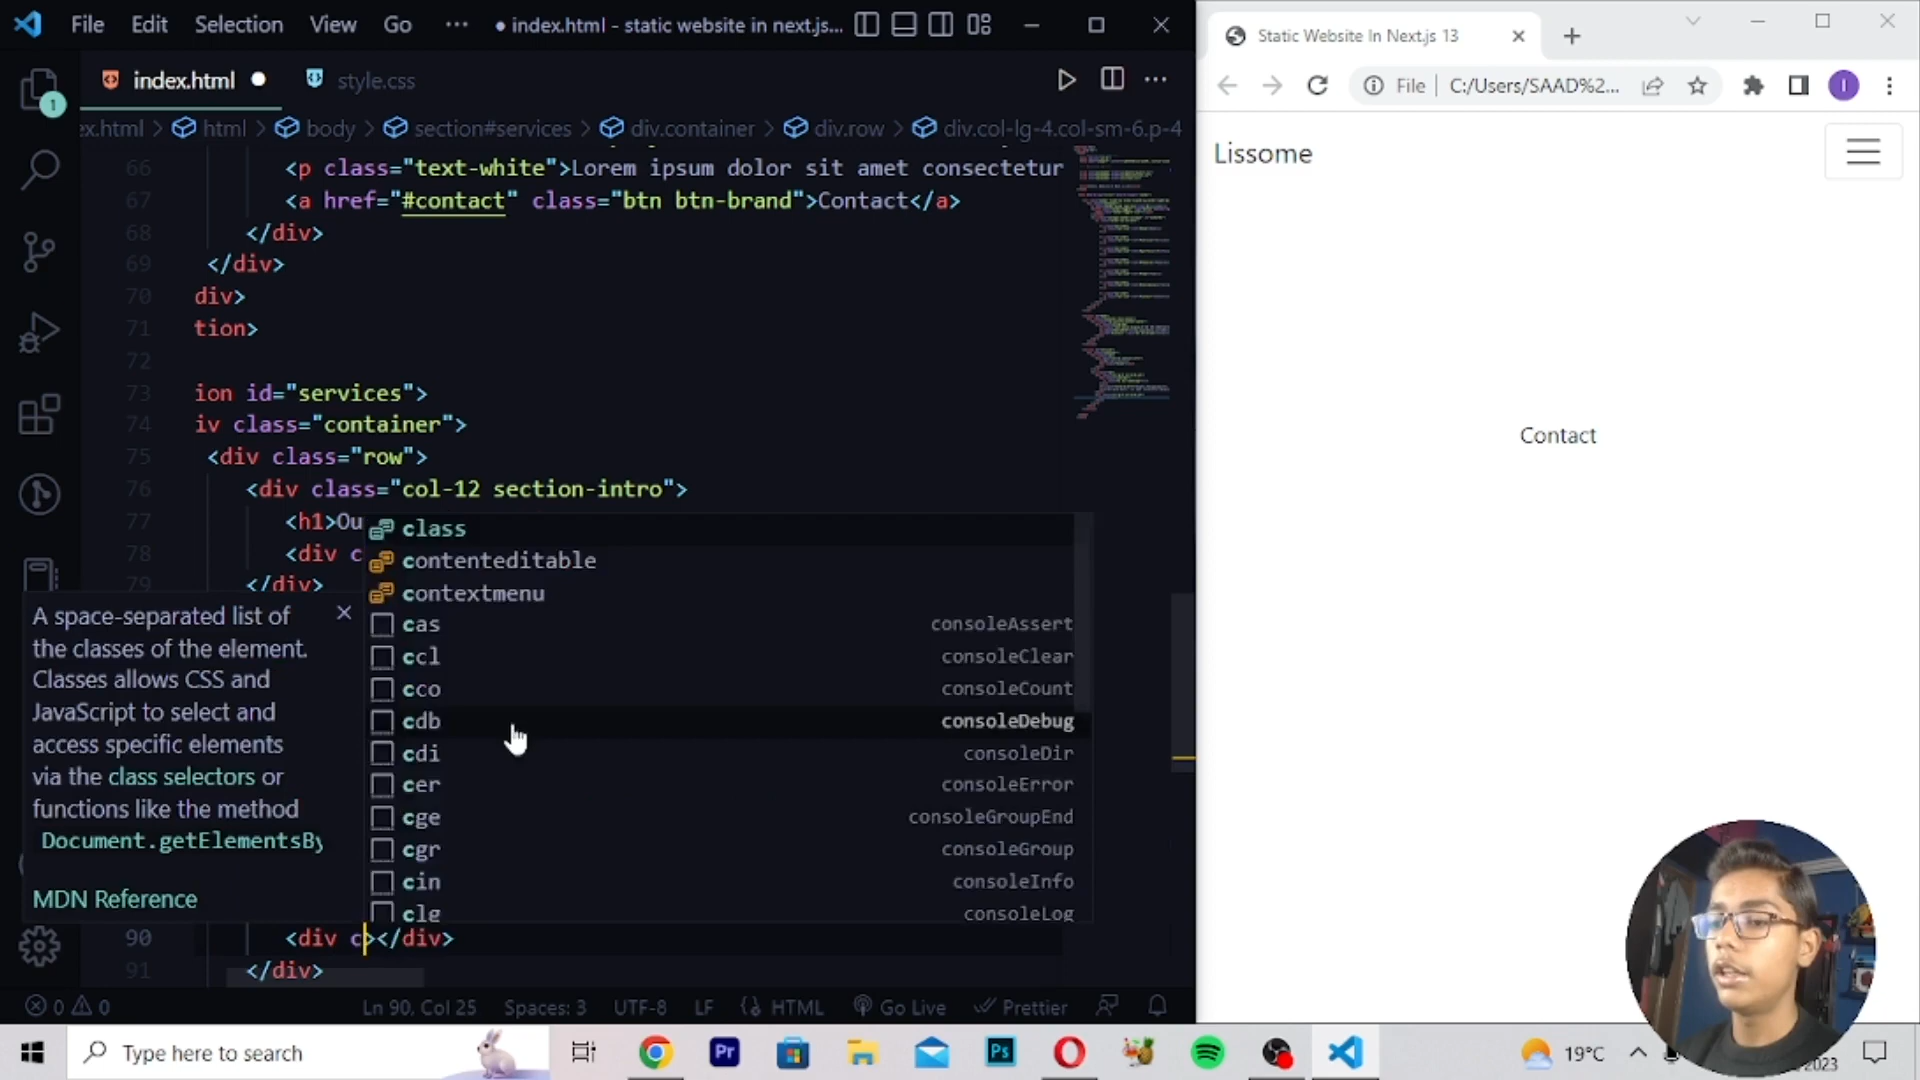 File Edit Selection View Go ··· ● index.html - static website in next.js...
index.html ● style.css
ex.html > html > body > section#services > div.container > div.row > div.col-lg-4.col-sm-6.p-4
66 <p class="text-white">Lorem ipsum dolor sit amet consectetur
67 <a href="#contact" class="btn btn-brand">Contact</a>
68 </div>
69 </div>
70 div>
71 tion>
72
73 ion id="services">
74 iv class="container">
75 <div class="row">
76 <div class="col-12 section-intro">
77 <h1>Ou
78 <div c
79 </div>
class
contenteditable
contextmenu
cas consoleAssert
ccl consoleClear
cco consoleCount
cdb consoleDebug
cdi consoleDir
cer consoleError
cge consoleGroupEnd
cgr consoleGroup
cin consoleInfo
clg consoleLog
A space-separated list of
the classes of the element.
Classes allows CSS and
JavaScript to select and
access specific elements
via the class selectors or
functions like the method
Document.getElementsBy
MDN Reference
90 <div c></div>
91 </div>
0 0 Ln 90, Col 25 Spaces: 3 UTF-8 LF HTML Go Live Prettier
1
Static Website In Next.js 13
File C:/Users/SAAD%2... I
Lissome
Contact
Type here to search
Pr
Ps
19°C
2023